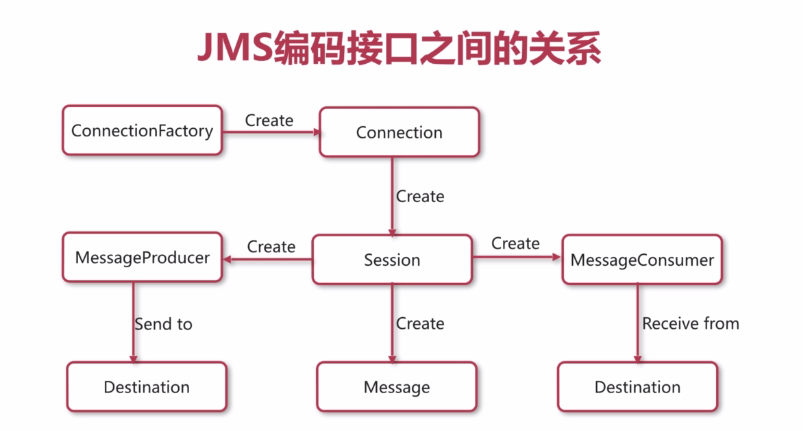 JMS编码接口之间的关系
ConnectionFactory
Create
Connection
Create
MessageProducer
Create
Session
Create
MessageConsumer
Send to
Create
Receive from
Destination
Message
Destination